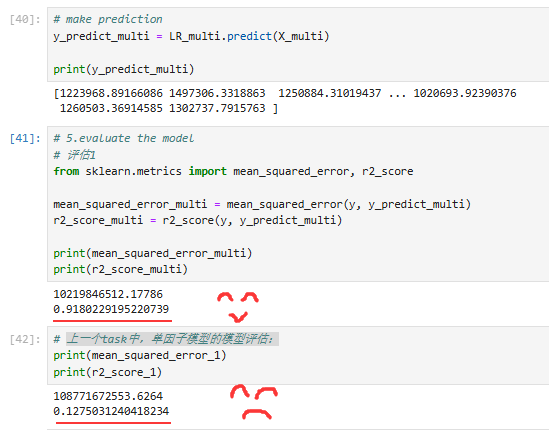 [40]:
# make prediction
y_predict_multi = LR_multi.predict(X_multi)
print(y_predict_multi)
[1223968.89166086 1497306.3318863  1250884.31019437 ... 1020693.92390376
1260503.36914585 1302737.7915763 ]
[41]:
# 5.evaluate the model
# 评估1
from sklearn.metrics import mean_squared_error, r2_score
mean_squared_error_multi = mean_squared_error(y, y_predict_multi)
r2_score_multi = r2_score(y, y_predict_multi)
print(mean_squared_error_multi)
print(r2_score_multi)
10219846512.17786
0.9180229195220739
[42]:
# 上一个task中，单因子模型的模型评估：
print(mean_squared_error_1)
print(r2_score_1)
108771672553.6264
0.1275031240418234